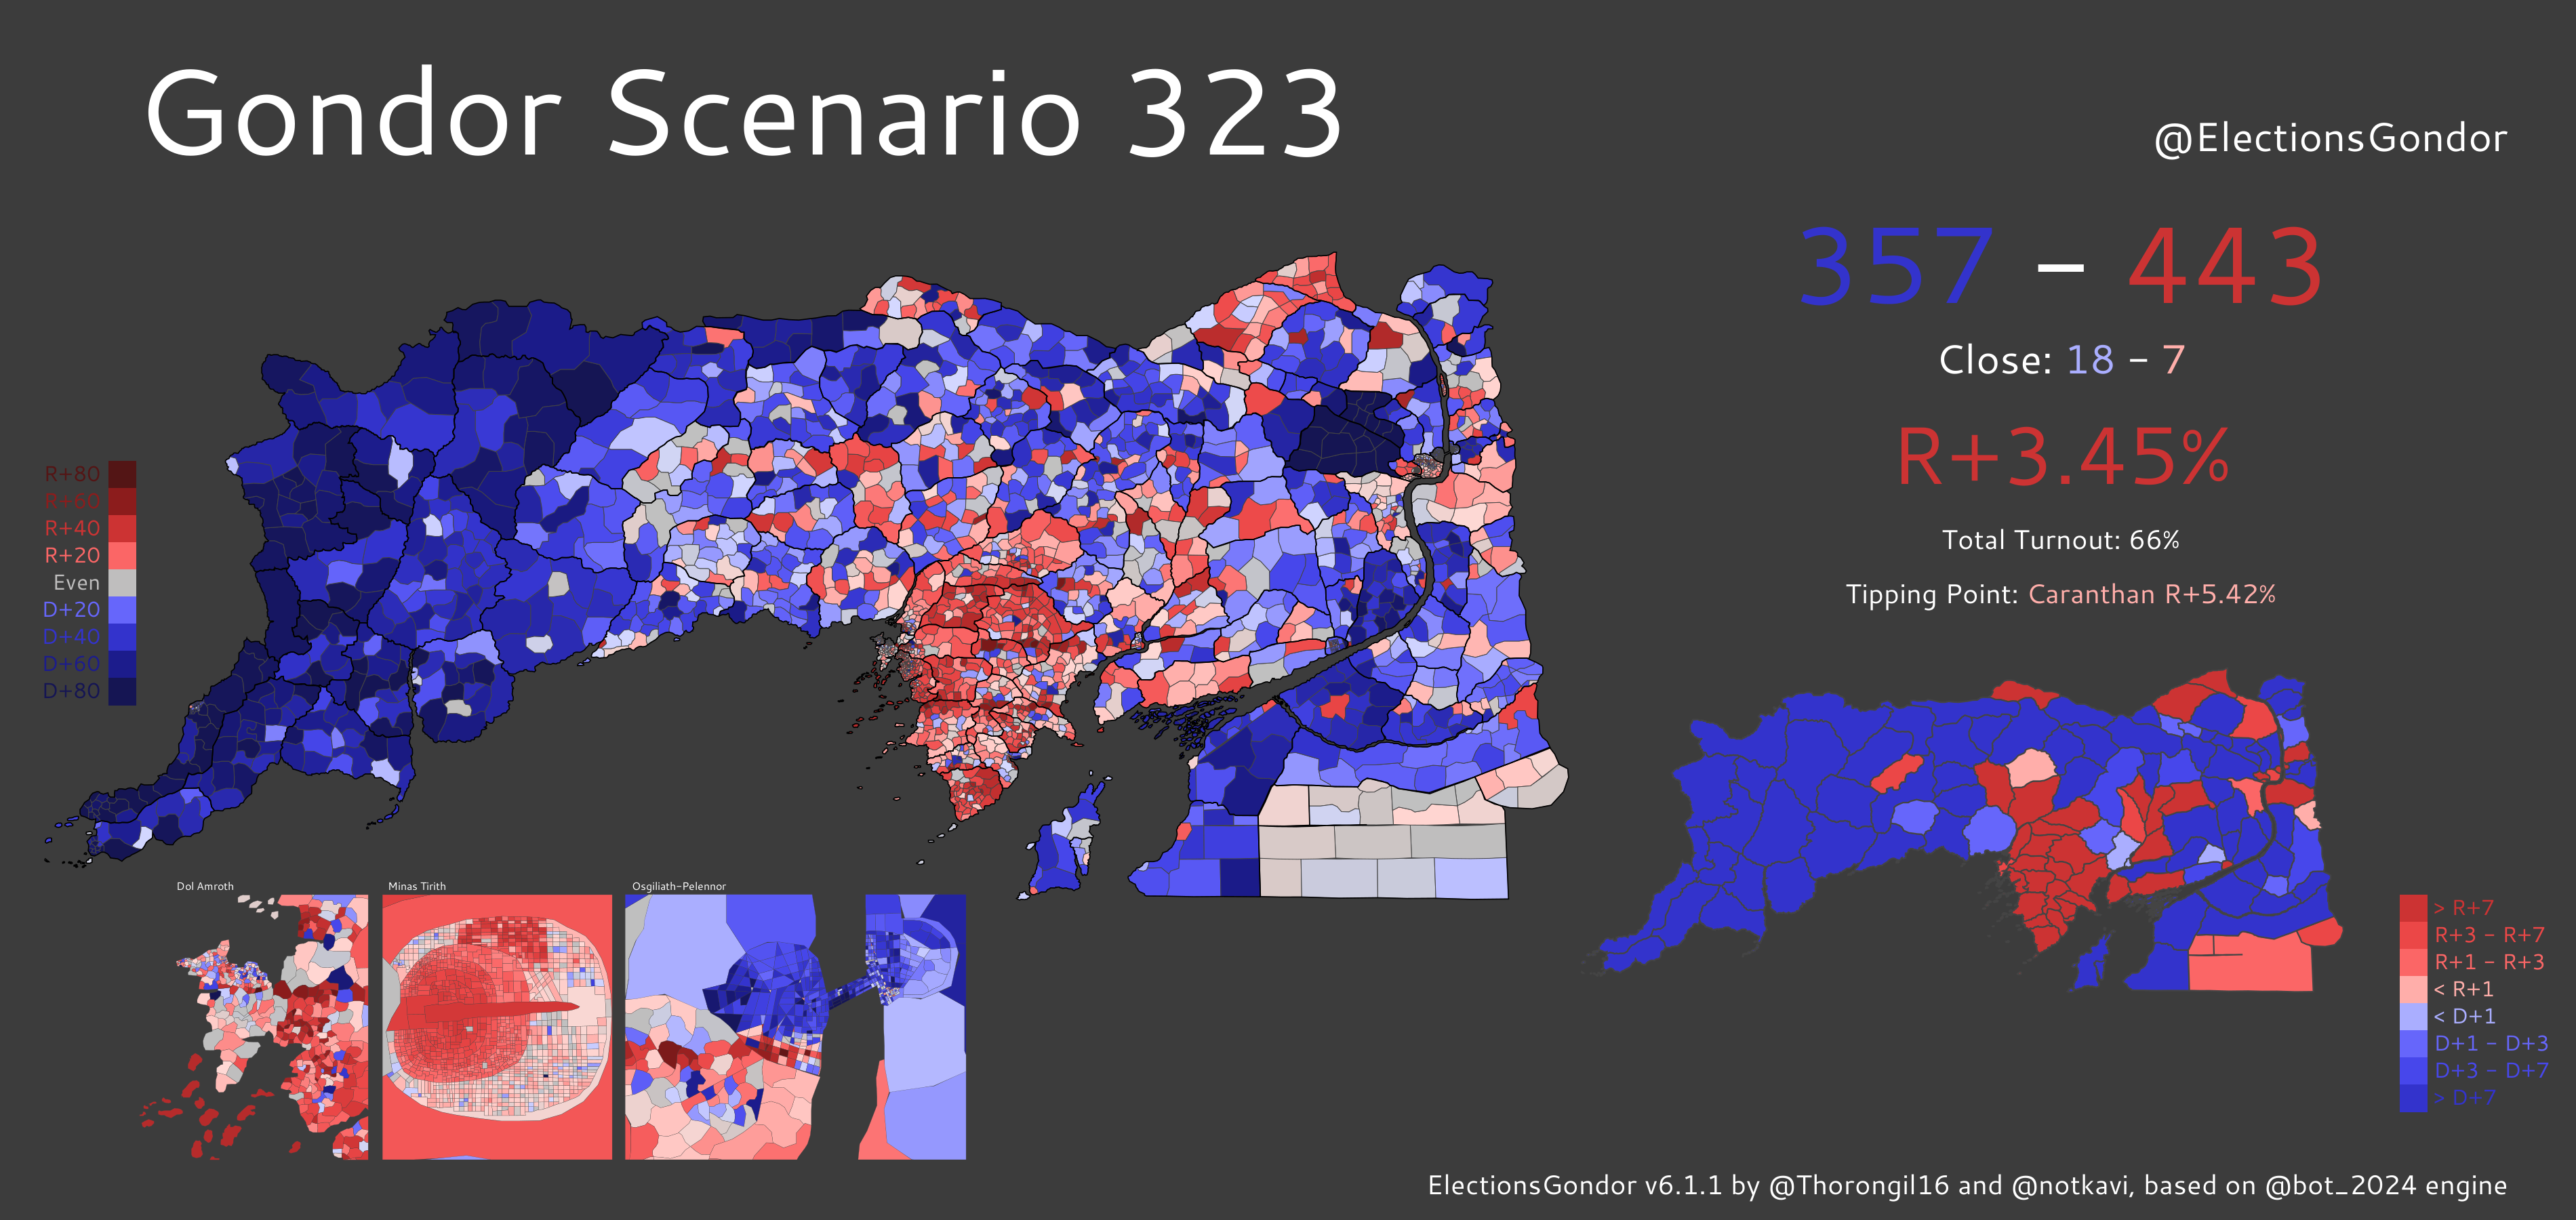 Gondor Scenario 323
@ElectionsGondor
357 – 443
Close: 18 - 7
R+3.45%
Total Turnout: 66%
Tipping Point: Caranthan R+5.42%
R+80
R+60
R+40
R+20
Even
D+20
D+40
D+60
D+80
Dol Amroth
Minas Tirith
Osgiliath-Pelennor
> R+7
R+3 - R+7
R+1 - R+3
< R+1
< D+1
D+1 - D+3
D+3 - D+7
> D+7
ElectionsGondor v6.1.1 by @Thorongil16 and @notkavi, based on @bot_2024 engine